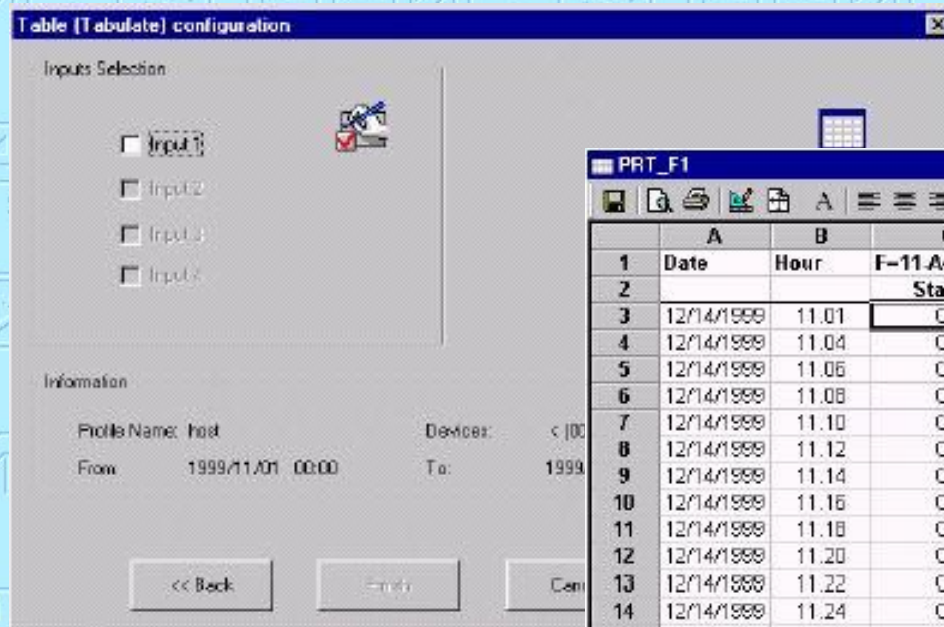 Table (Tabulate) configuration
Inputs Selection
Input 1
Input 2
Input 3
Input 4
Information
Profile Name: host Devices: < (00
From 1999/11/01 00:00 To: 1999
<< Back Finish
PRT_F1
A
A B
1 Date Hour F-11
2
3 12/14/1999 11.01
4 12/14/1999 11.04
5 12/14/1999 11.06
6 12/14/1999 11.08
7 12/14/1999 11.10
8 12/14/1999 11.12
9 12/14/1999 11.14
10 12/14/1999 11.16
11 12/14/1999 11.18
12 12/14/1999 11.20
13 12/14/1999 11.22
14 12/14/1999 11.24